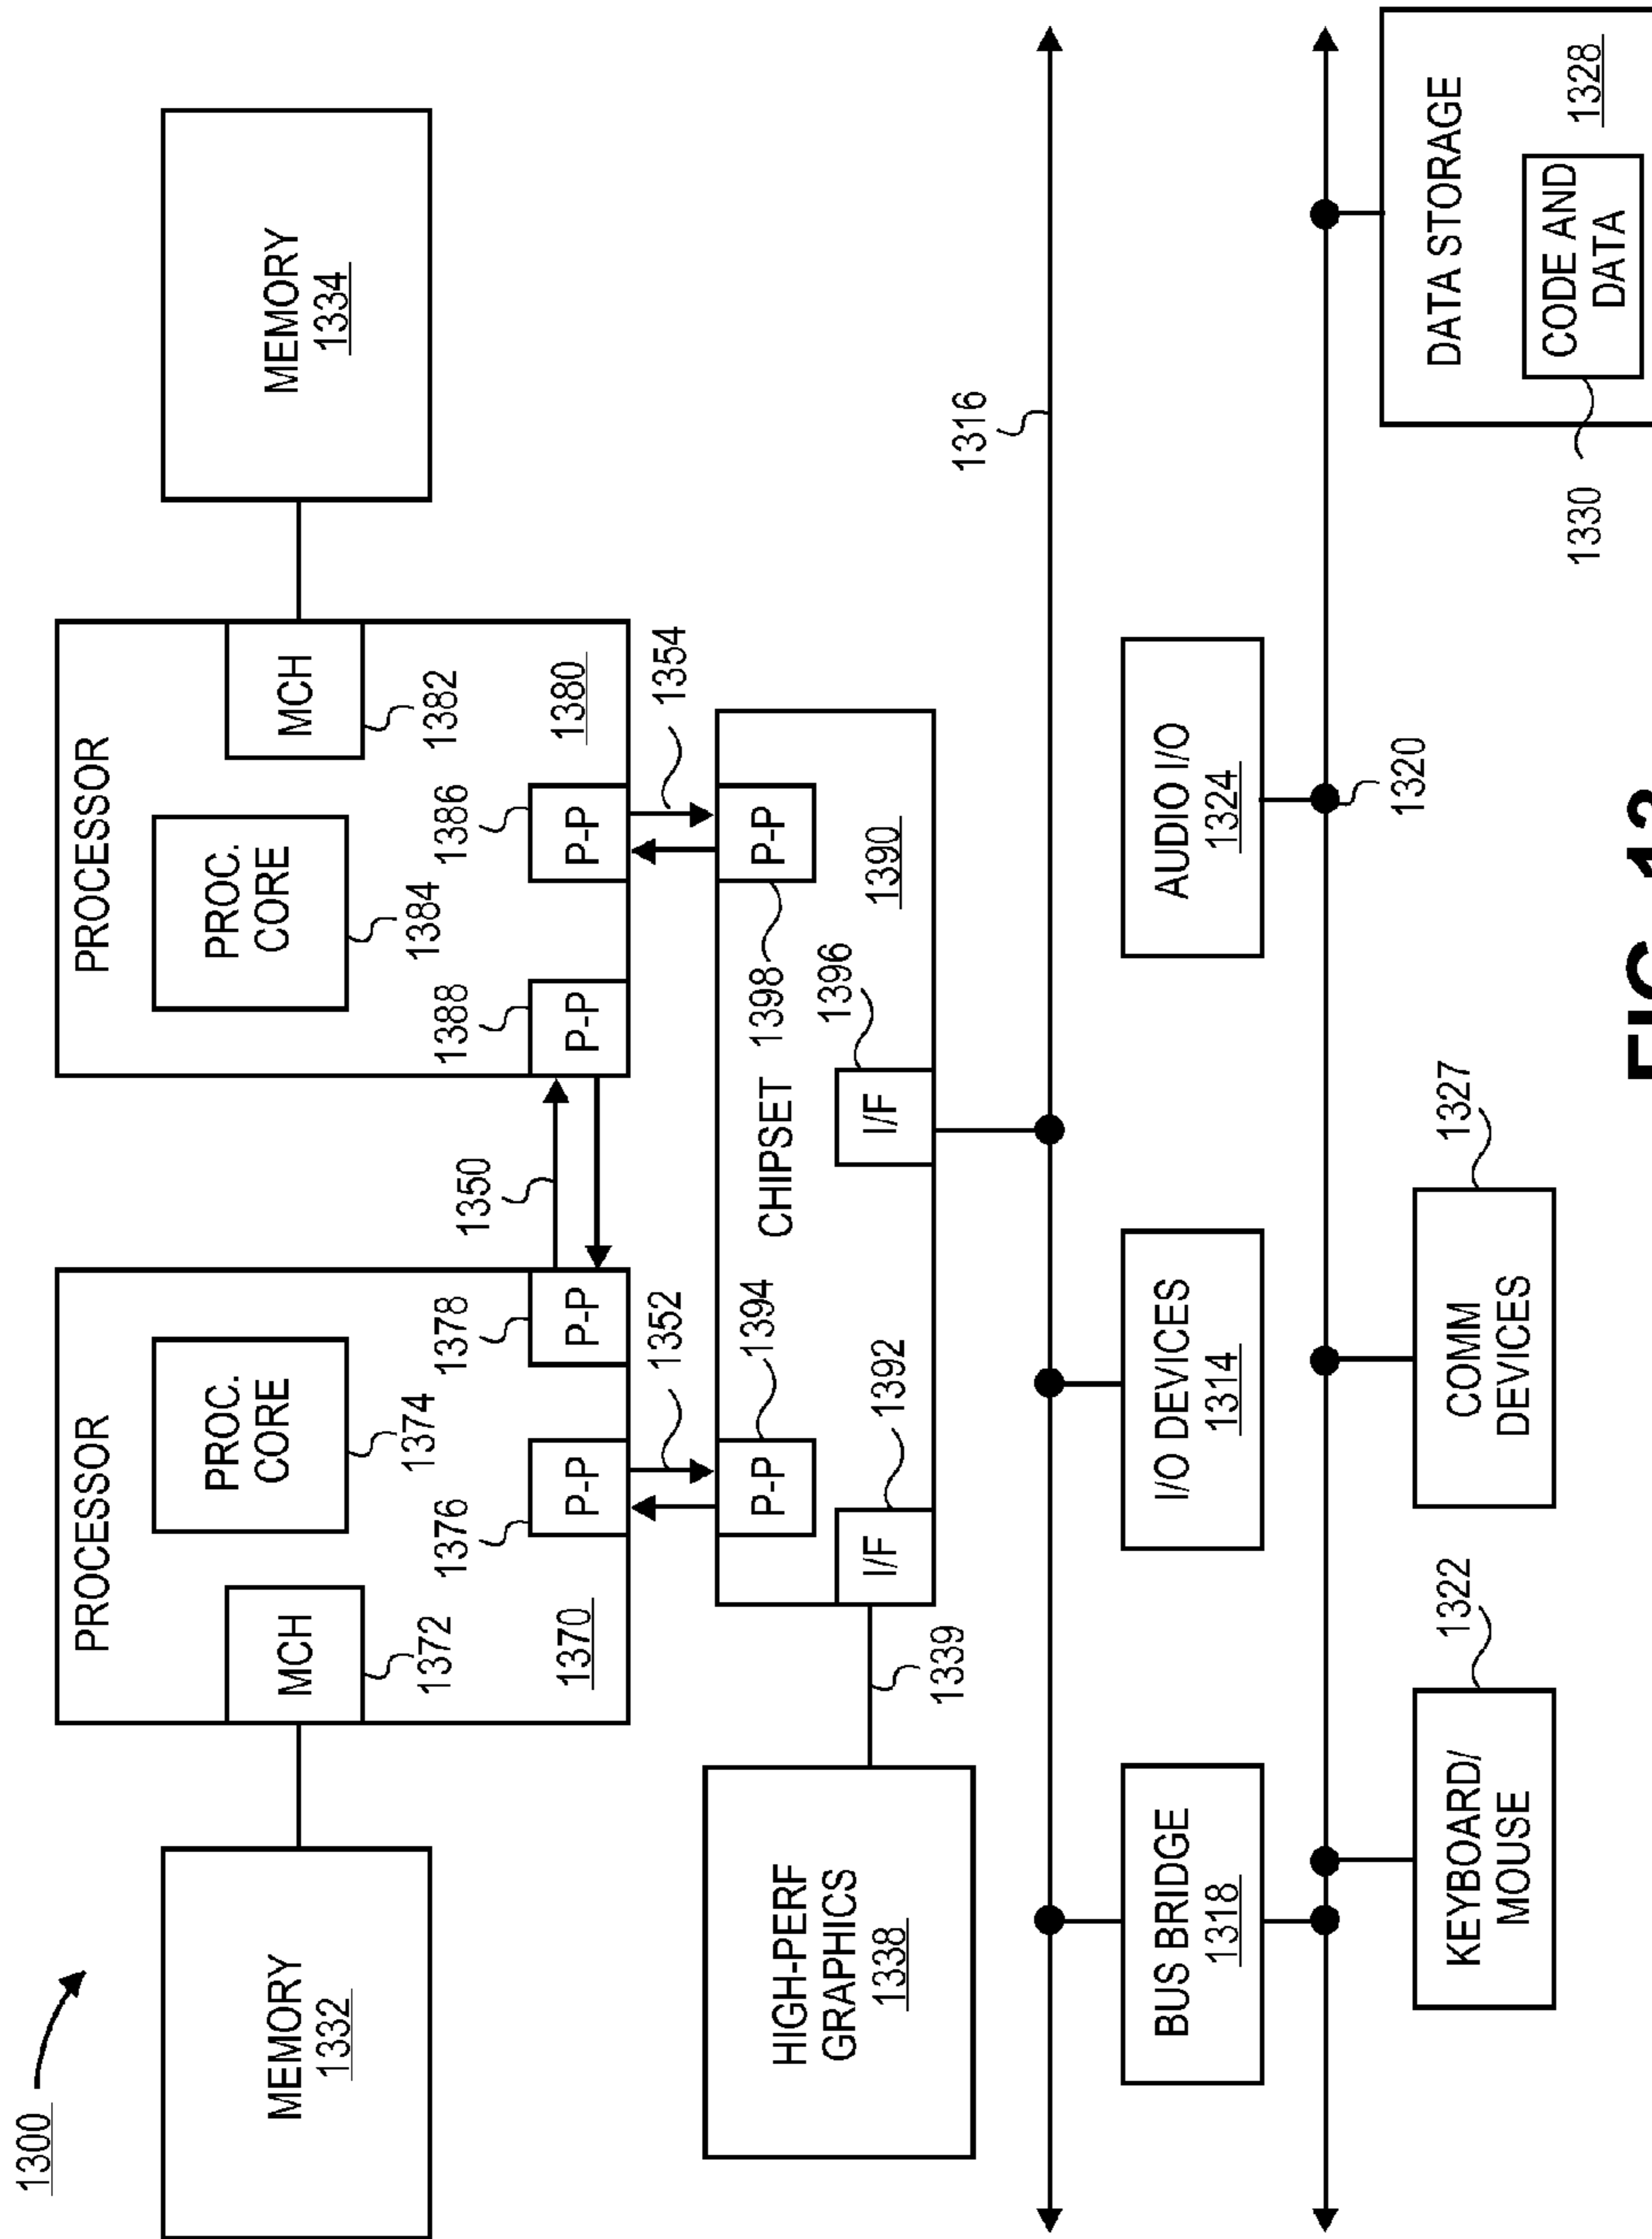 1300
MEMORY
1332
PROCESSOR
MCH
1372
PROC.
CORE
1374
1376
P-P
1378
P-P
1370
1350
PROCESSOR
PROC.
CORE
1384
MCH
1382
1388
P-P
1386
P-P
1380
MEMORY
1334
1352
1354
HIGH-PERF
GRAPHICS
1338
1339
P-P
1394
CHIPSET
1398
P-P
1390
I/F
1392
I/F
1396
1316
BUS BRIDGE
1318
I/O DEVICES
1314
AUDIO I/O
1324
1320
KEYBOARD/
MOUSE
1322
COMM
DEVICES
1327
DATA STORAGE
1328
CODE AND
DATA
1330
FIG. 13